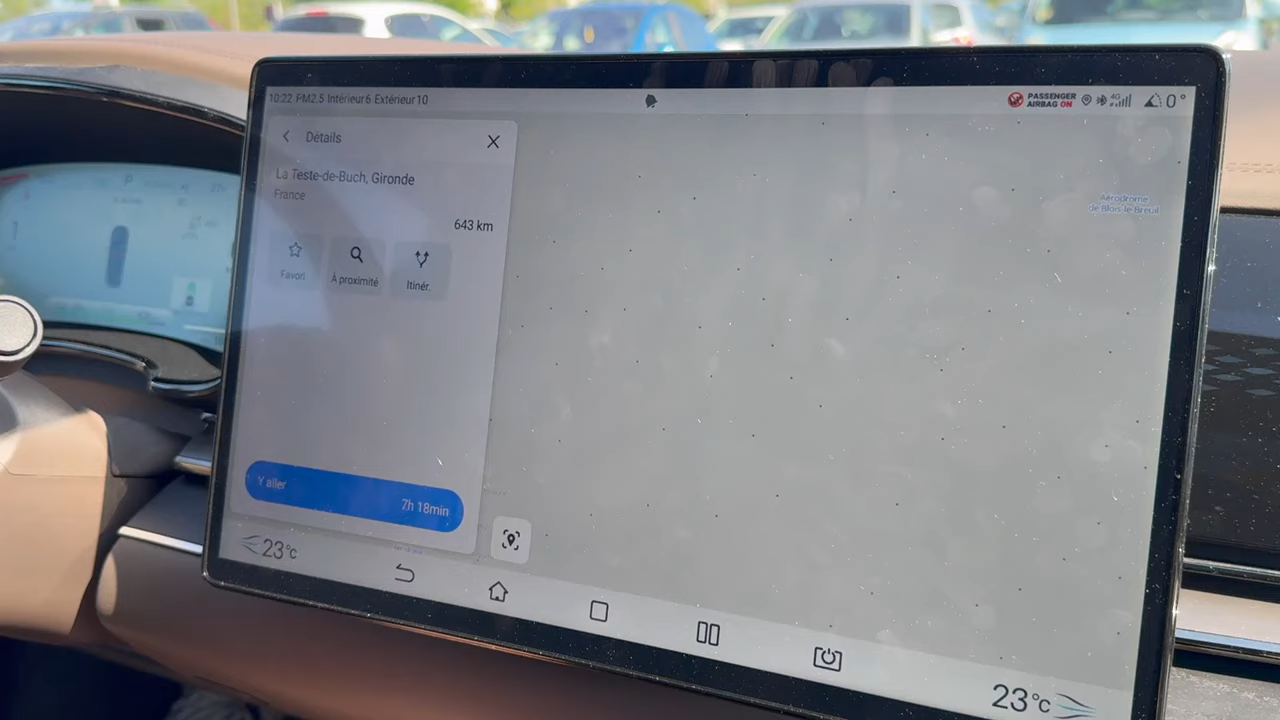 10:22 PM2.5 Intérieur6 Extérieur10
PASSENGER
AIRBAG ON
4G
0°
Détails
La Teste-de-Buch, Gironde
France
643 km
Favori
À proximité
Itinér.
Aérodrome
de Blois-le-Breuil
Y aller
7h 18min
23°c
23°c
P